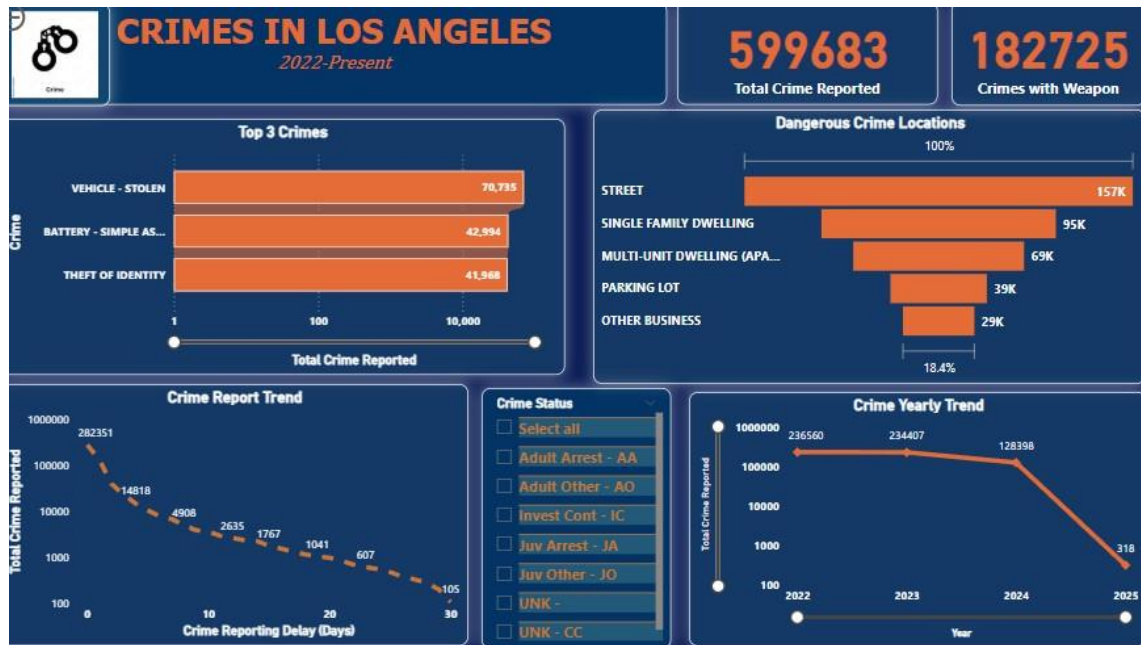 CRIMES IN LOS ANGELES
2022-Present
Crime
599683
Total Crime Reported
182725
Crimes with Weapon
Top 3 Crimes
Crime
VEHICLE - STOLEN
70,735
BATTERY - SIMPLE AS...
42,994
THEFT OF IDENTITY
41,968
1 100 10,000
Total Crime Reported
Dangerous Crime Locations
100%
STREET 157K
SINGLE FAMILY DWELLING 95K
MULTI-UNIT DWELLING (APA... 69K
PARKING LOT 39K
OTHER BUSINESS 29K
18.4%
Crime Report Trend
Total Crime Reported
1000000
100000
10000
1000
100
282351
14818
4908
2635
1767
1041
607
105
0 10 20 30
Crime Reporting Delay (Days)
Crime Status
Select all
Adult Arrest - AA
Adult Other - AO
Invest Cont - IC
Juv Arrest - JA
Juv Other - JO
UNK -
UNK - CC
Crime Yearly Trend
Total Crime Reported
1000000
100000
10000
1000
100
236560
234407
128398
318
2022 2023 2024 2025
Year